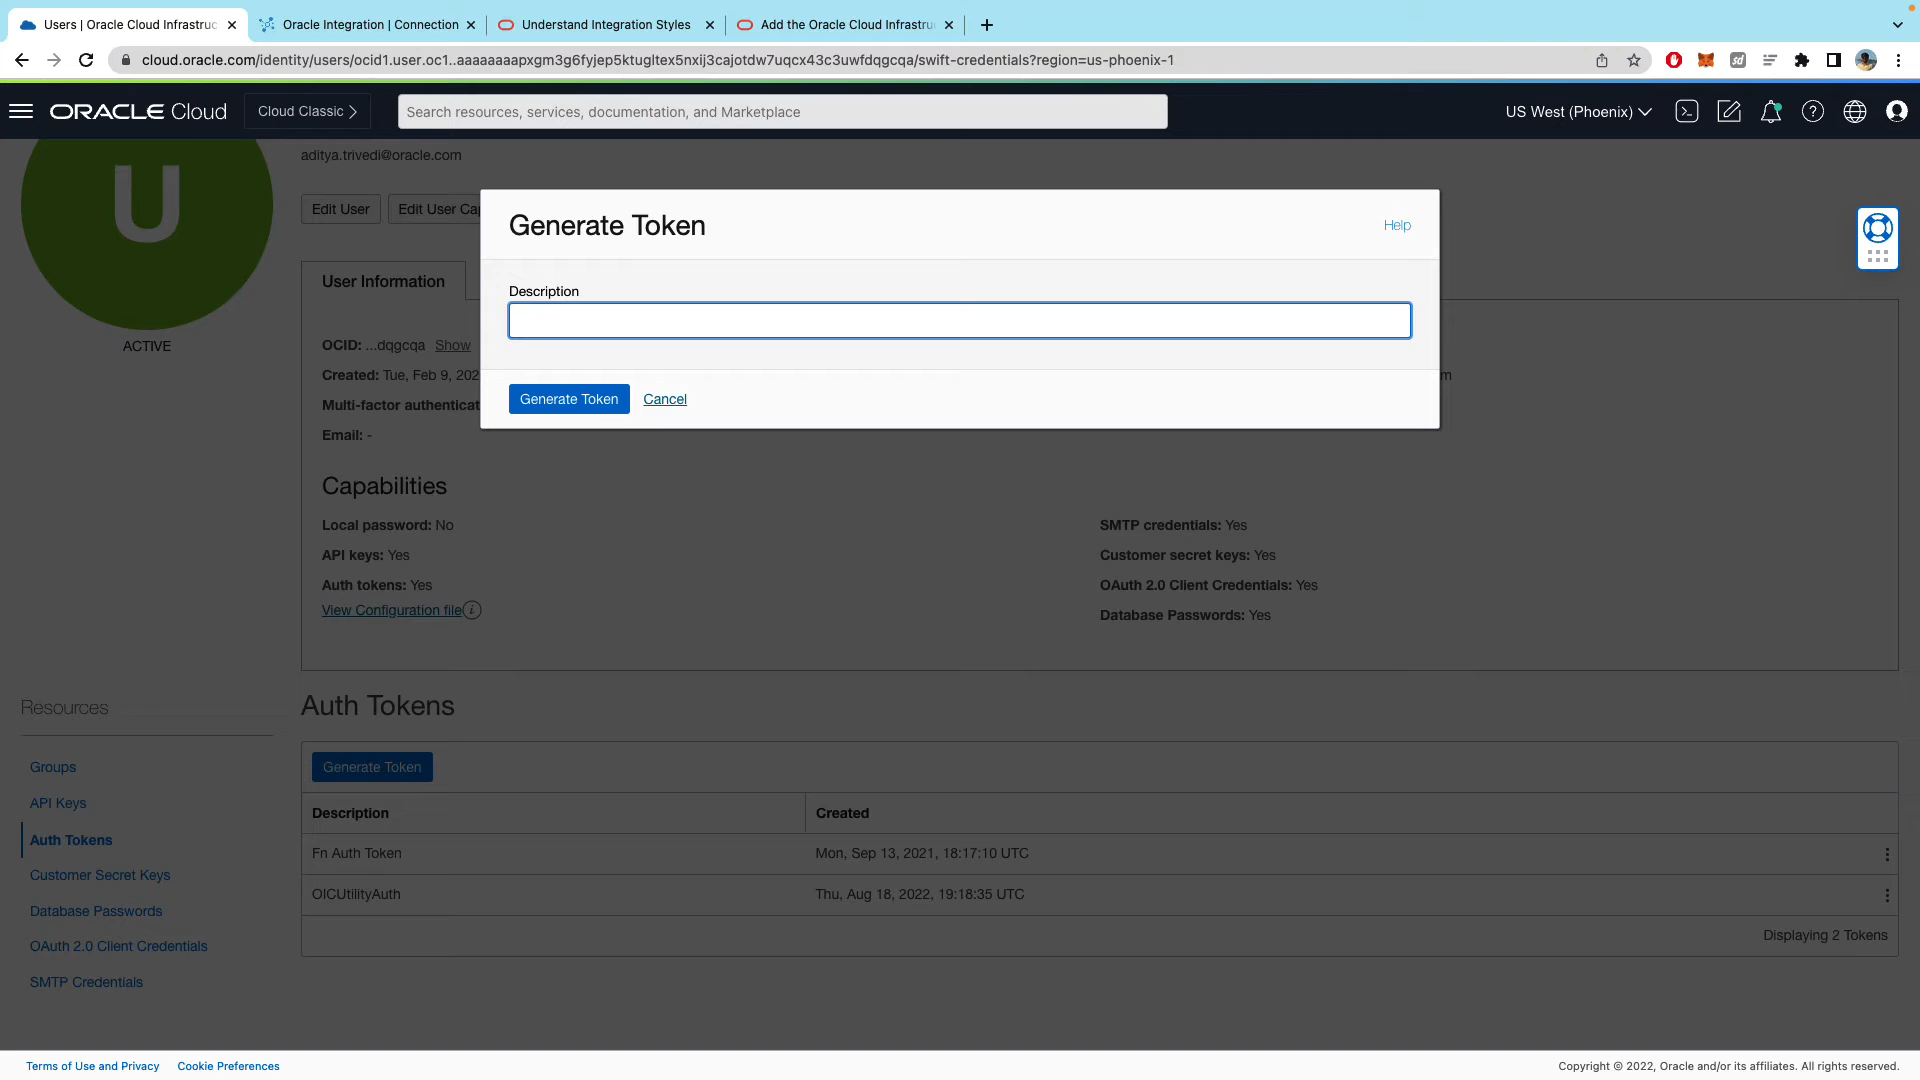 Users | Oracle Cloud Infrastruc
Oracle Integration | Connection
Understand Integration Styles
Add the Oracle Cloud Infrastru
cloud.oracle.com/identity/users/ocid1.user.oc1..aaaaaaaapxgm3g6fyjep5ktugltex5nxij3cajotdw7uqcx43c3uwfdqgcqa/swift-credentials?region=us-phoenix-1
ORACLE Cloud
Cloud Classic
Search resources, services, documentation, and Marketplace
US West (Phoenix)
U
ACTIVE
aditya.trivedi@oracle.com
Edit User
Edit User Cap
Generate Token
Help
Description
Generate Token
Cancel
User Information
OCID: ...dqgcqa Show
Created: Tue, Feb 9, 202
m
Multi-factor authenticat
Email: -
Capabilities
Local password: No
API keys: Yes
Auth tokens: Yes
View Configuration file
SMTP credentials: Yes
Customer secret keys: Yes
OAuth 2.0 Client Credentials: Yes
Database Passwords: Yes
Resources
Groups
API Keys
Auth Tokens
Customer Secret Keys
Database Passwords
OAuth 2.0 Client Credentials
SMTP Credentials
Auth Tokens
Generate Token
Description
Created
Fn Auth Token
Mon, Sep 13, 2021, 18:17:10 UTC
OICUtilityAuth
Thu, Aug 18, 2022, 19:18:35 UTC
Displaying 2 Tokens
Terms of Use and Privacy
Cookie Preferences
Copyright © 2022, Oracle and/or its affiliates. All rights reserved.